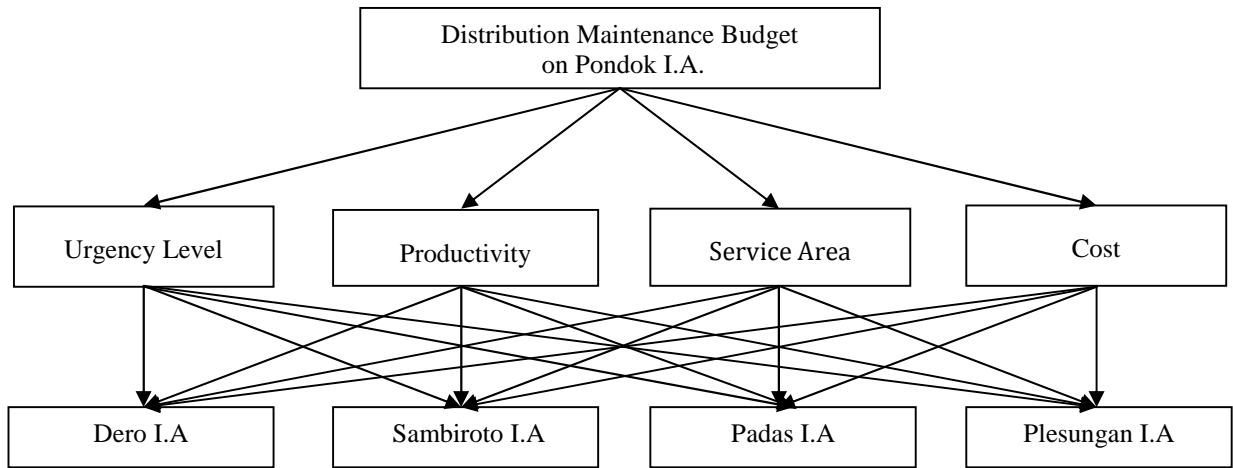 Distribution Maintenance Budget
on Pondok I.A.
Urgency Level
Productivity
Service Area
Cost
Dero I.A
Sambiroto I.A
Padas I.A
Plesungan I.A